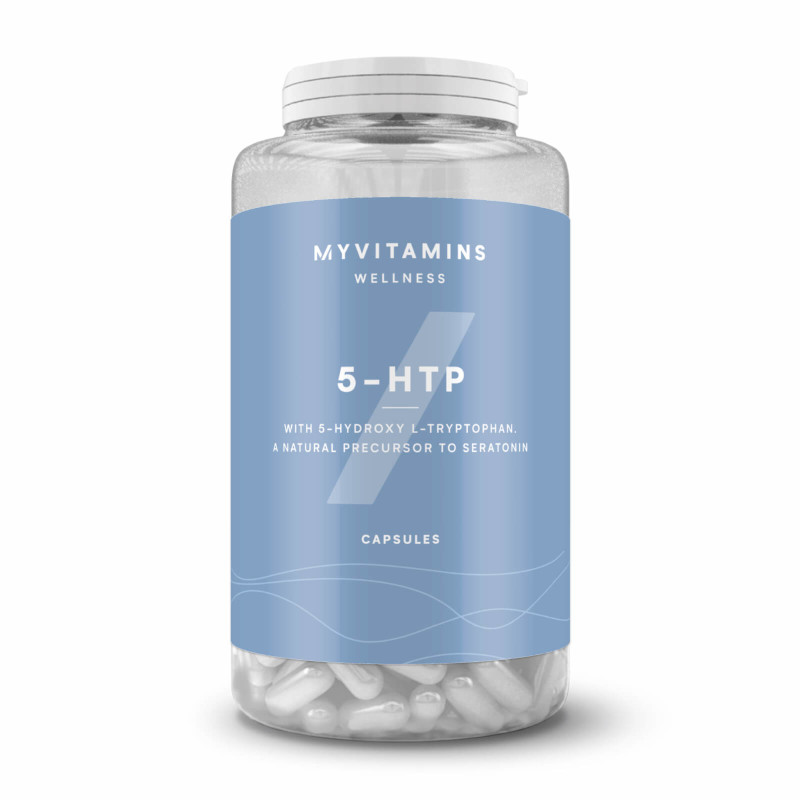 MYVITAMINS
WELLNESS
5-HTP
WITH 5-HYDROXY L-TRYPTOPHAN.
A NATURAL PRECURSOR TO SERATONIN
CAPSULES